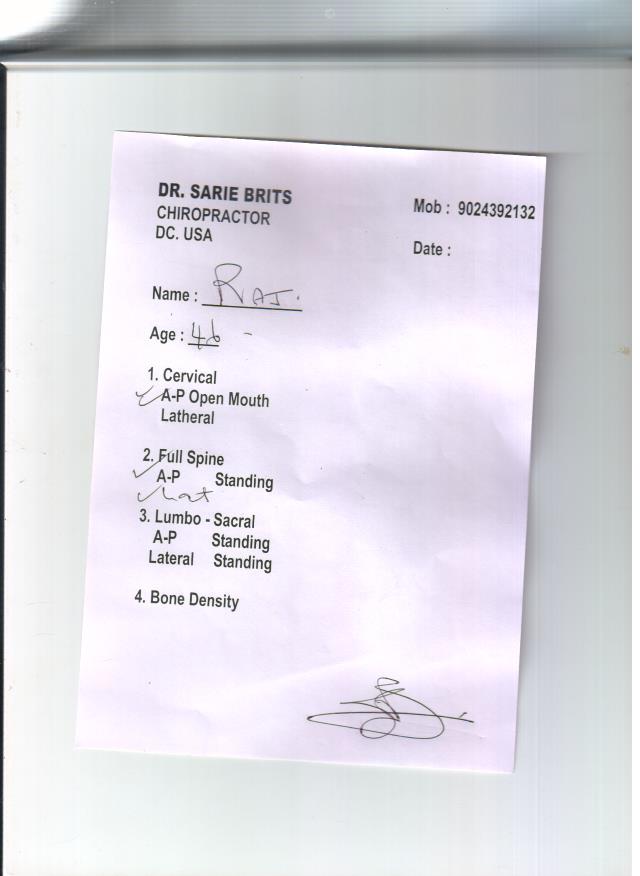 DR. SARIE BRITS
CHIROPRACTOR
DC. USA
Mob : 9024392132
Date :
Name : RAJ.
Age : 46 -
1. Cervical
A-P Open Mouth
Latheral
2. Full Spine
A-P Standing
Lat
3. Lumbo - Sacral
A-P Standing
Lateral Standing
4. Bone Density